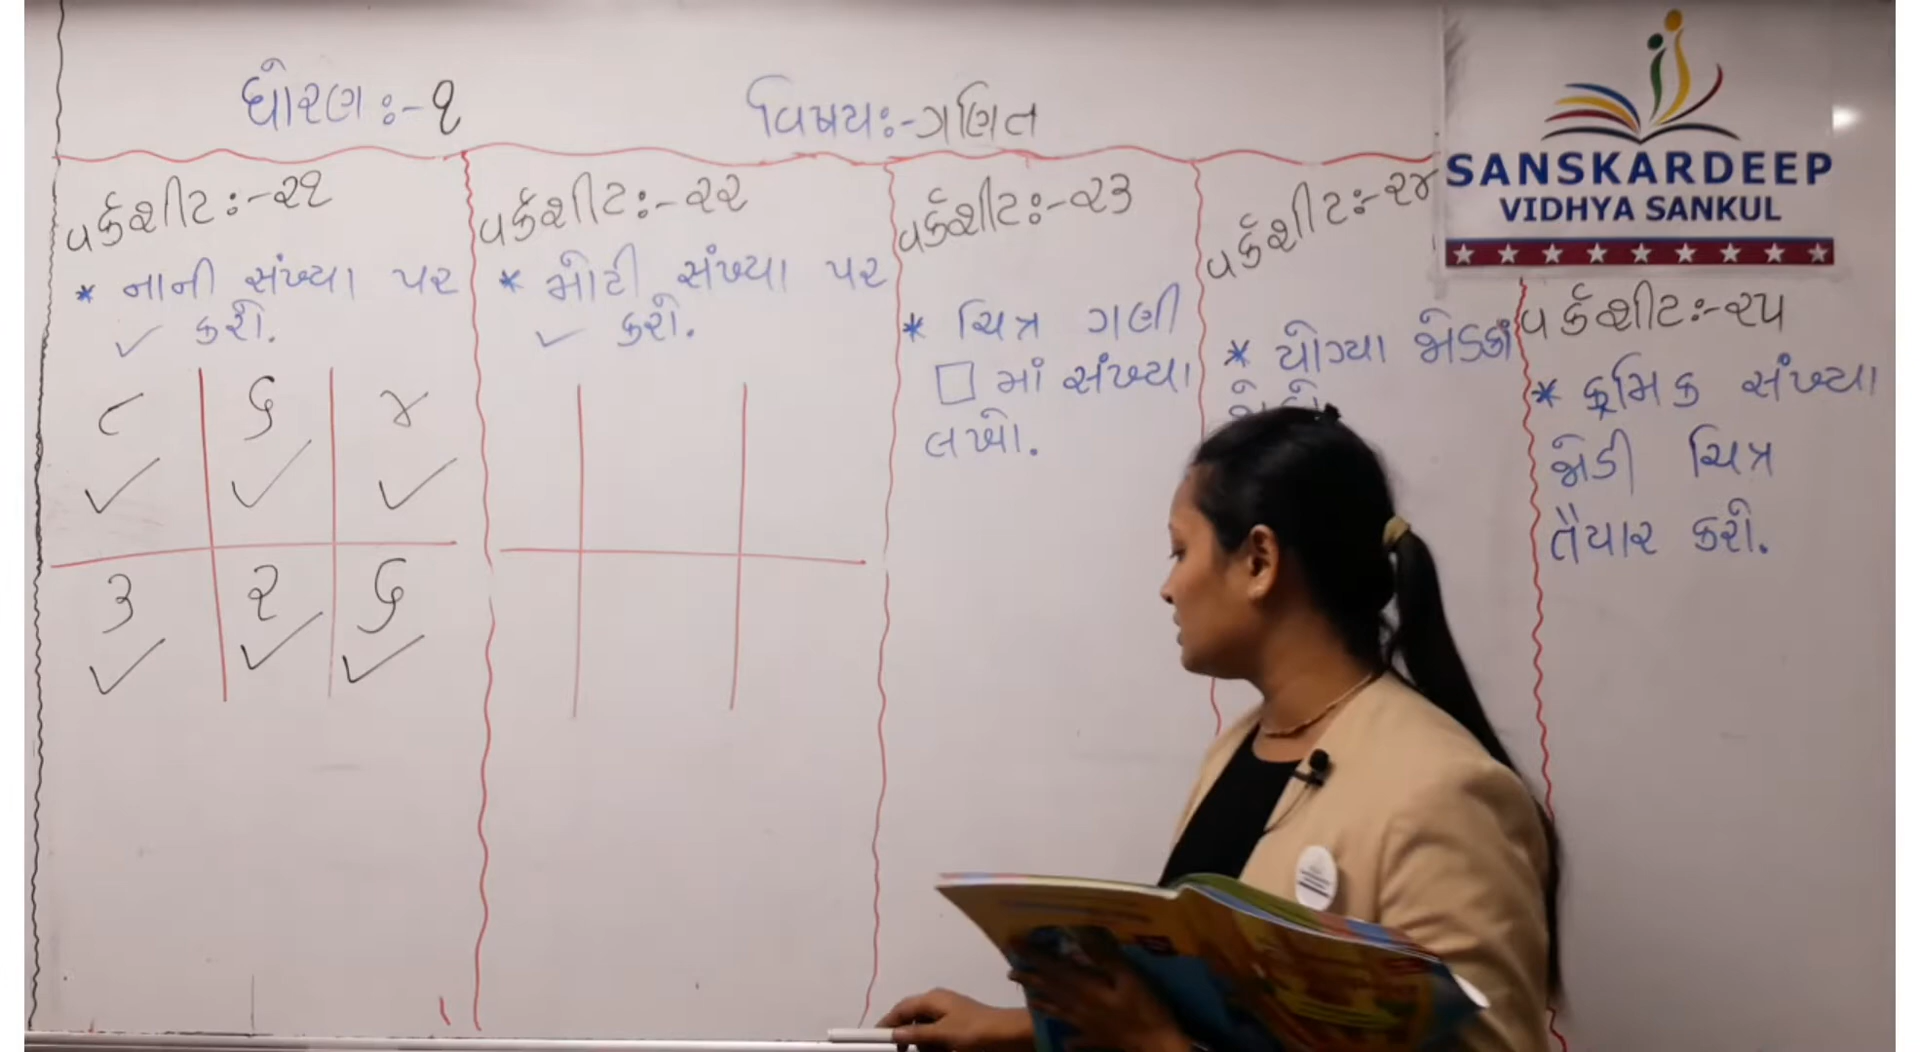 ધોરણઃ-૧
વિષયઃ-ગણિત
વર્કશીટઃ-૨૧
* નાની સંખ્યા પર
✓ કરો.
૮ ૬ ૪
✓ ✓ ✓
૩ ૨ ૬
✓ ✓ ✓
વર્કશીટઃ-૨૨
* મોટી સંખ્યા પર
✓ કરો.
વર્કશીટઃ-૨૩
* ચિત્ર ગણી
□ માં સંખ્યા
લખો.
વર્કશીટઃ-૨૪
* યોગ્યા જોડકાં
SANSKARDEEP
VIDHYA SANKUL
વર્કશીટઃ-૨૫
* ક્રમિક સંખ્યા
જોડી ચિત્ર
તૈયાર કરો.